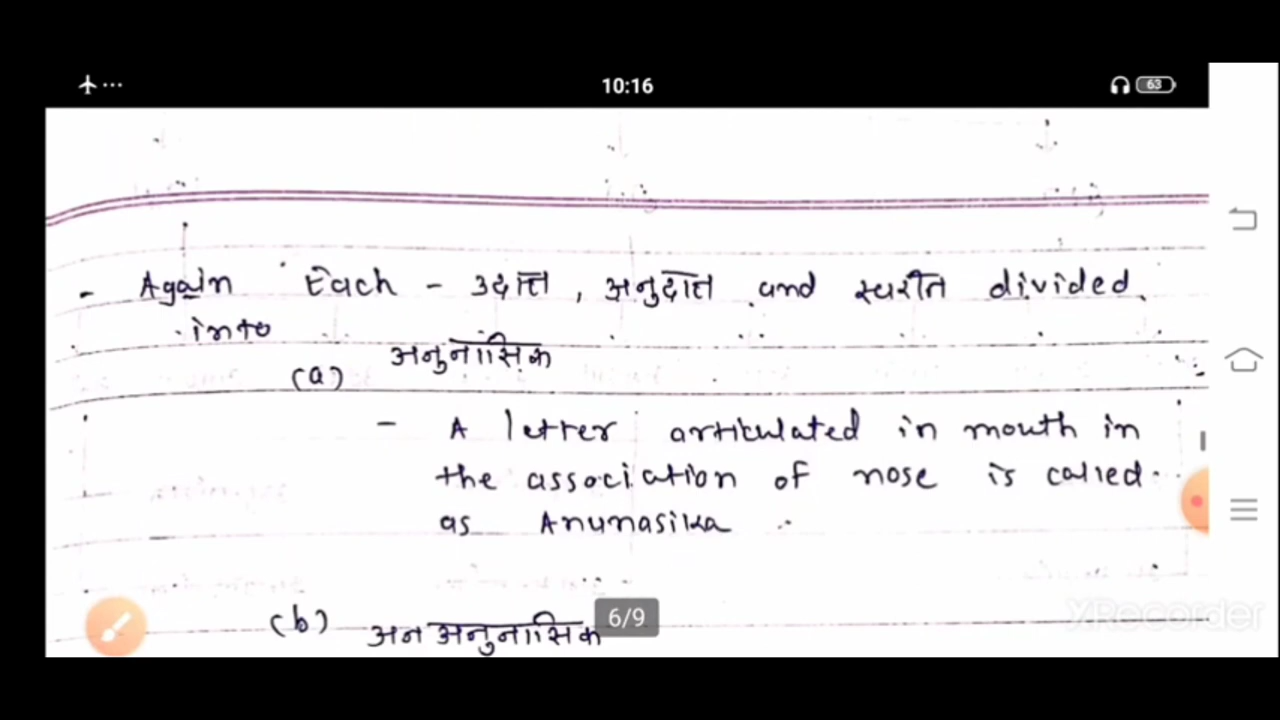 10:16
63
- Again Each - उदात्त, अनुदात्त and स्वरीत divided
into
(a) अनुनासिक
- A letter articulated in mouth in
the association of nose is called
as Anunasika
(b) अन अनुनासिक
6/9
XRecorder